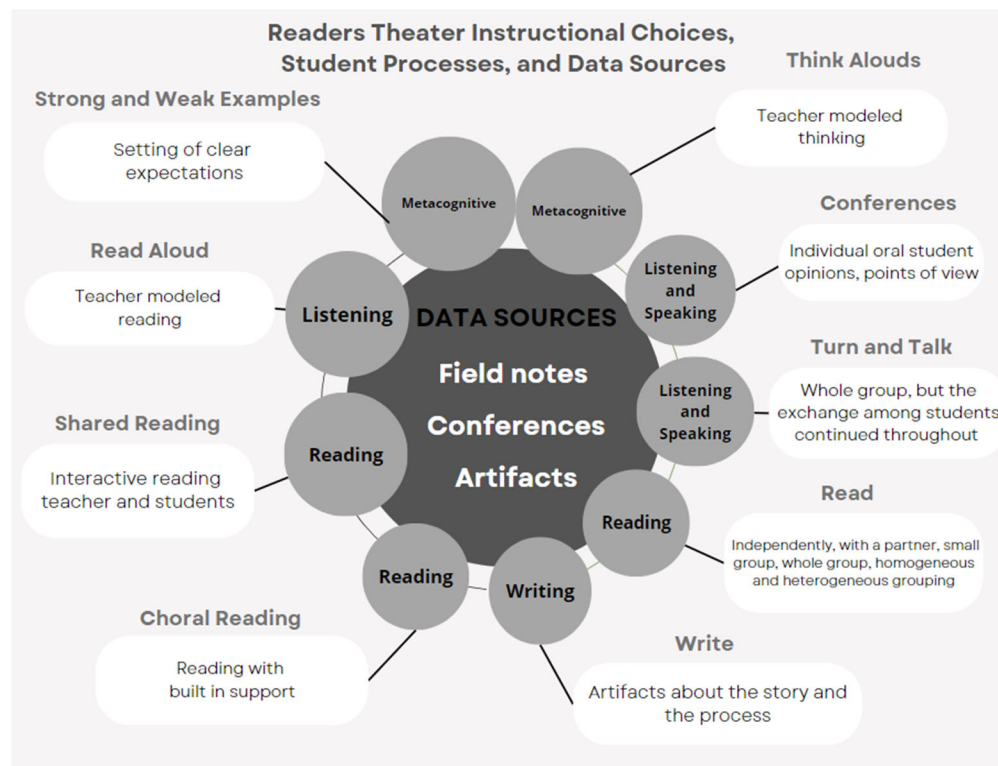 Readers Theater Instructional Choices,
Student Processes, and Data Sources
Strong and Weak Examples
Setting of clear
expectations
Metacognitive
Think Alouds
Teacher modeled
thinking
Metacognitive
Conferences
Individual oral student
opinions, points of view
Listening
and
Speaking
Turn and Talk
Whole group, but the
exchange among students
continued throughout
Listening
and
Speaking
Read
Independently, with a partner, small
group, whole group, homogeneous
and heterogeneous grouping
Reading
Write
Artifacts about the story and
the process
Writing
Choral Reading
Reading with
built in support
Reading
Shared Reading
Interactive reading
teacher and students
Reading
Read Aloud
Teacher modeled
reading
Listening
DATA SOURCES
Field notes
Conferences
Artifacts